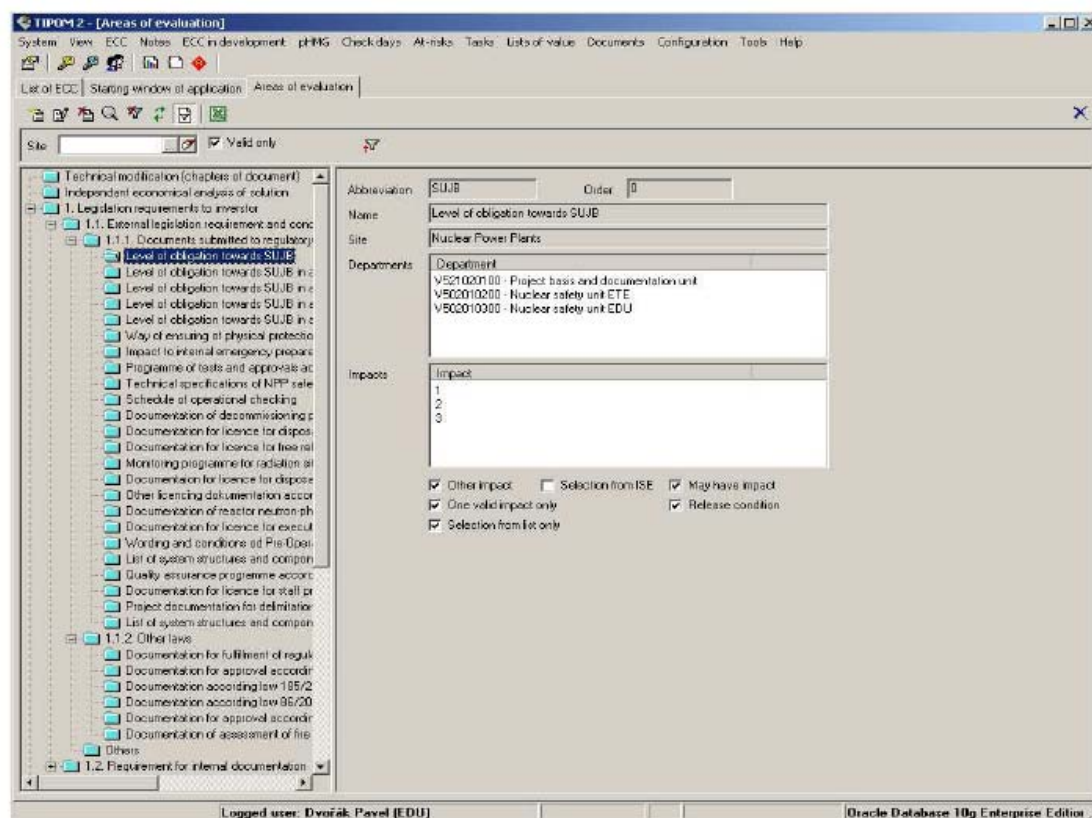 TIPOM 2 - [Areas of evaluation]
System View ECC Notes ECC in development pHMG Check days At-risks Tasks Lists of value Documents Configuration Tools Help
List of ECC Starting window of application Areas of evaluation
Site ... Valid only
Technical modification (chapters of document)
Independent economical analysis of solution
1. Legislation requirements to inverstor
1.1. External legislation requirement and conc
1.1.1. Documents submitted to regulatory
Level of obligation towards SUJB
Level of obligation towards SUJB in a
Level of obligation towards SUJB in a
Level of obligation towards SUJB in a
Level of obligation towards SUJB in a
Way of ensuring of physical protectio
Impact to internal emergency prepare
Programme of tests and approvals ac
Technical specifications of NPP safe
Schedule of operational checking
Documentation of decommissioning p
Documentation for licence for dispos
Documentation for licence for free rel
Monitoring programme for radiation sit
Documentaion for licence for dispose
Other licencing dokumentation accor
Documentation of reactor neutron-ph
Documentation for licence for execut
Wording and conditions od Pre-Oper
List of system structures and compon
Quality assurance programme accorc
Documentation for licence for staff pr
Project documentation for delimitation
List of system structures and compon
1.1.2. Other laws
Documentation for fulfillment of regula
Documentation for approval accordin
Documentation according low 185/2
Documentation according low 86/20
Documentation for approval accordin
Documentation of assessment of fire
Others
1.2. Requirement for internal documentation
Abbreviation SUJB Order 0
Name Level of obligation towards SUJB
Site Nuclear Power Plants
Departments Department
V521020100 - Project basis and documentation unit
V502010200 - Nuclear safety unit ETE
V502010300 - Nuclear safety unit EDU
Impacts Impact
1
2
3
Other impact Selection from ISE May have impact
One valid impact only Release condition
Selection from list only
Logged user: Dvořák Pavel [EDU] Oracle Database 10g Enterprise Edition